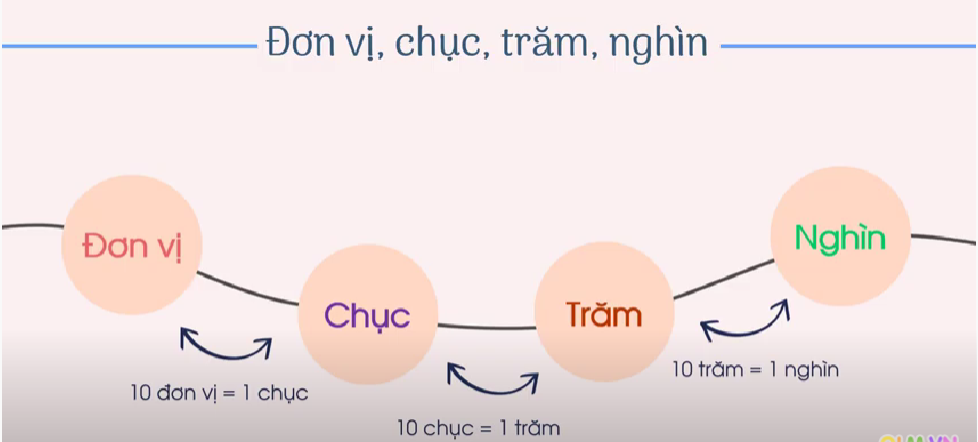 Đơn vị, chục, trăm, nghìn
Đơn vị
Chục
Trăm
Nghìn
10 đơn vị = 1 chục
10 chục = 1 trăm
10 trăm = 1 nghìn